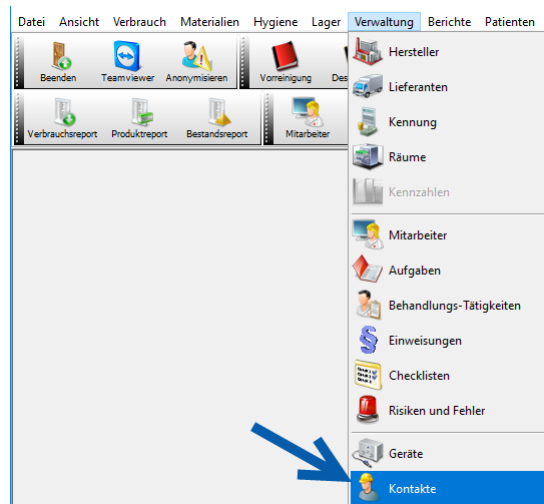 Datei Ansicht Verbrauch Materialien Hygiene Lager Verwaltung Berichte Patienten
Beenden Teamviewer Anonymisieren Vorreinigung Des
Verbrauchsreport Produktreport Bestandsreport Mitarbeiter
Hersteller
Lieferanten
Kennung
Räume
Kennzahlen
Mitarbeiter
Aufgaben
Behandlungs-Tätigkeiten
Einweisungen
Checklisten
Risiken und Fehler
Geräte
Kontakte